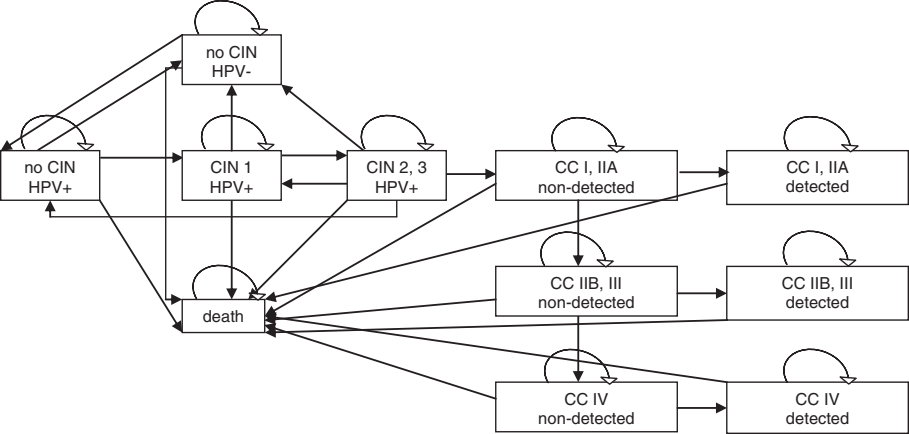 no CIN
HPV-
no CIN
HPV+
CIN 1
HPV+
CIN 2, 3
HPV+
CC I, IIA
non-detected
CC I, IIA
detected
CC IIB, III
non-detected
CC IIB, III
detected
death
CC IV
non-detected
CC IV
detected